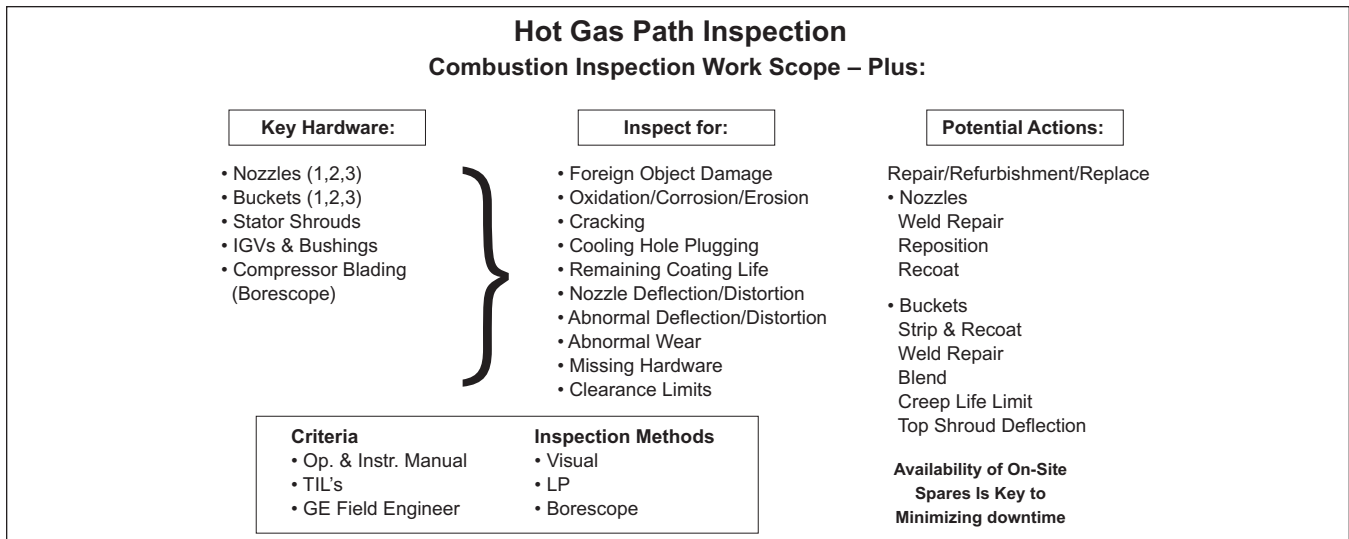 Hot Gas Path Inspection
Combustion Inspection Work Scope – Plus:
Key Hardware:
• Nozzles (1,2,3)
• Buckets (1,2,3)
• Stator Shrouds
• IGVs & Bushings
• Compressor Blading
(Borescope)
Inspect for:
• Foreign Object Damage
• Oxidation/Corrosion/Erosion
• Cracking
• Cooling Hole Plugging
• Remaining Coating Life
• Nozzle Deflection/Distortion
• Abnormal Deflection/Distortion
• Abnormal Wear
• Missing Hardware
• Clearance Limits
Potential Actions:
Repair/Refurbishment/Replace
• Nozzles
Weld Repair
Reposition
Recoat
• Buckets
Strip & Recoat
Weld Repair
Blend
Creep Life Limit
Top Shroud Deflection
Criteria
• Op. & Instr. Manual
• TIL's
• GE Field Engineer
Inspection Methods
• Visual
• LP
• Borescope
Availability of On-Site
Spares Is Key to
Minimizing downtime